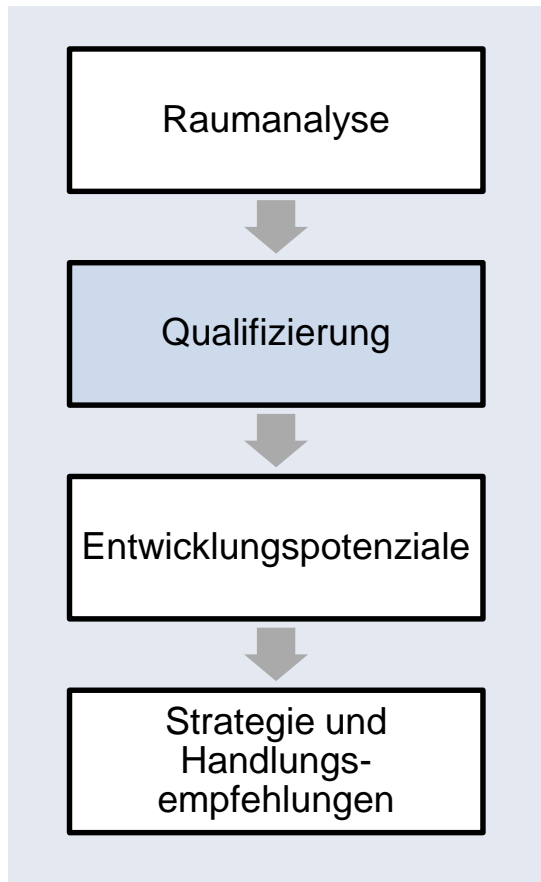 Raumanalyse
Qualifizierung
Entwicklungspotenziale
Strategie und
Handlungs-
empfehlungen